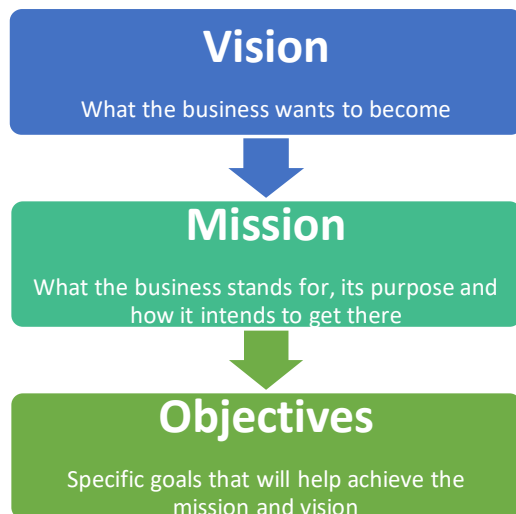 Vision
What the business wants to become
Mission
What the business stands for, its purpose and
how it intends to get there
Objectives
Specific goals that will help achieve the
mission and vision